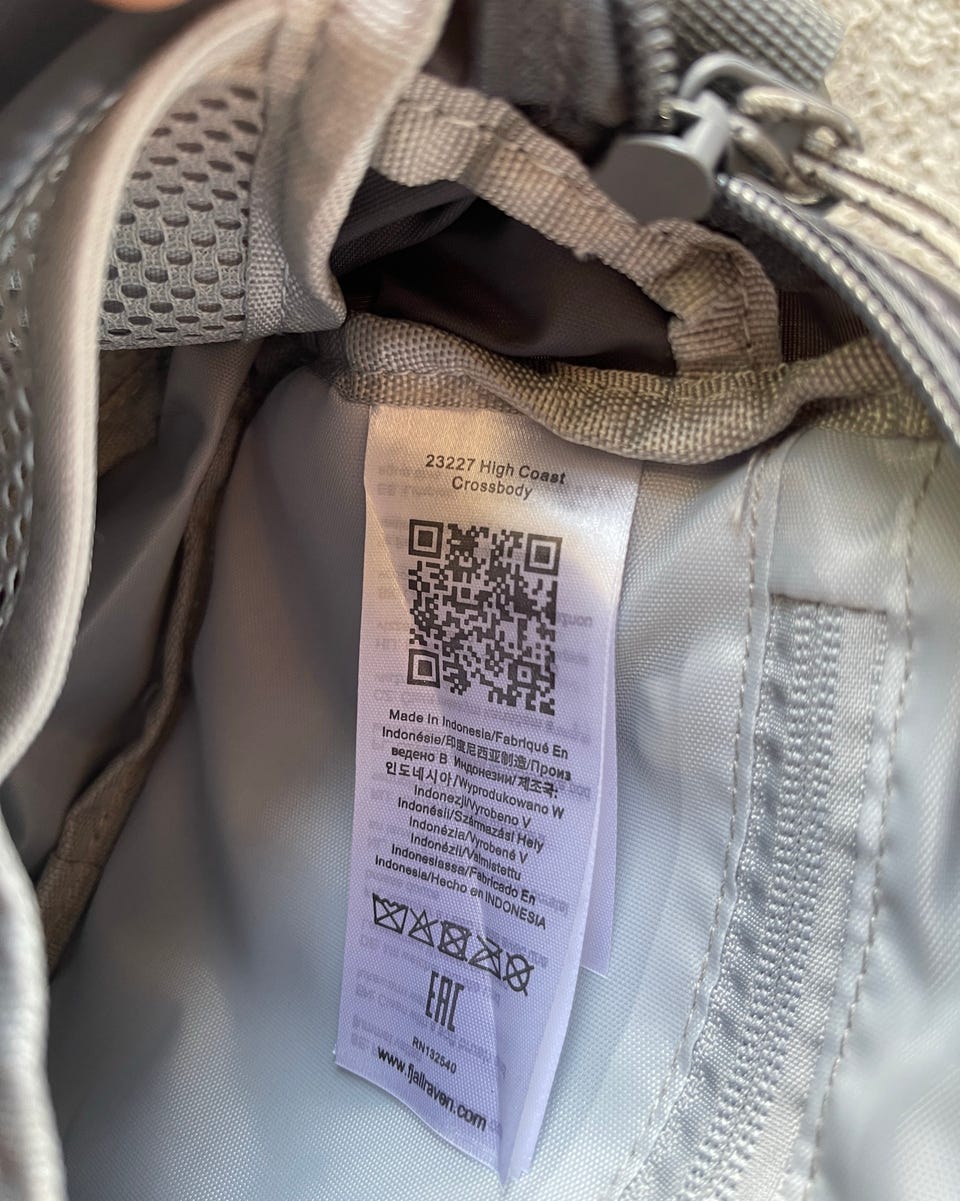 23227 High Coast
Crossbody
Made In Indonesia/Fabriqué En
Indonésie/印度尼西亚制造/Произ
ведено В Индонезии/제조국:
인도네시아/Wyprodukowano W
Indonezji/Vyrobeno V
Indonésii/Származási Hely
Indonézia/Vyrobené V
Indonézii/Valmistettu
Indonesiassa/Fabricado En
Indonesia/Hecho en INDONESIA
EAC
RN132540
www.fjallraven.com